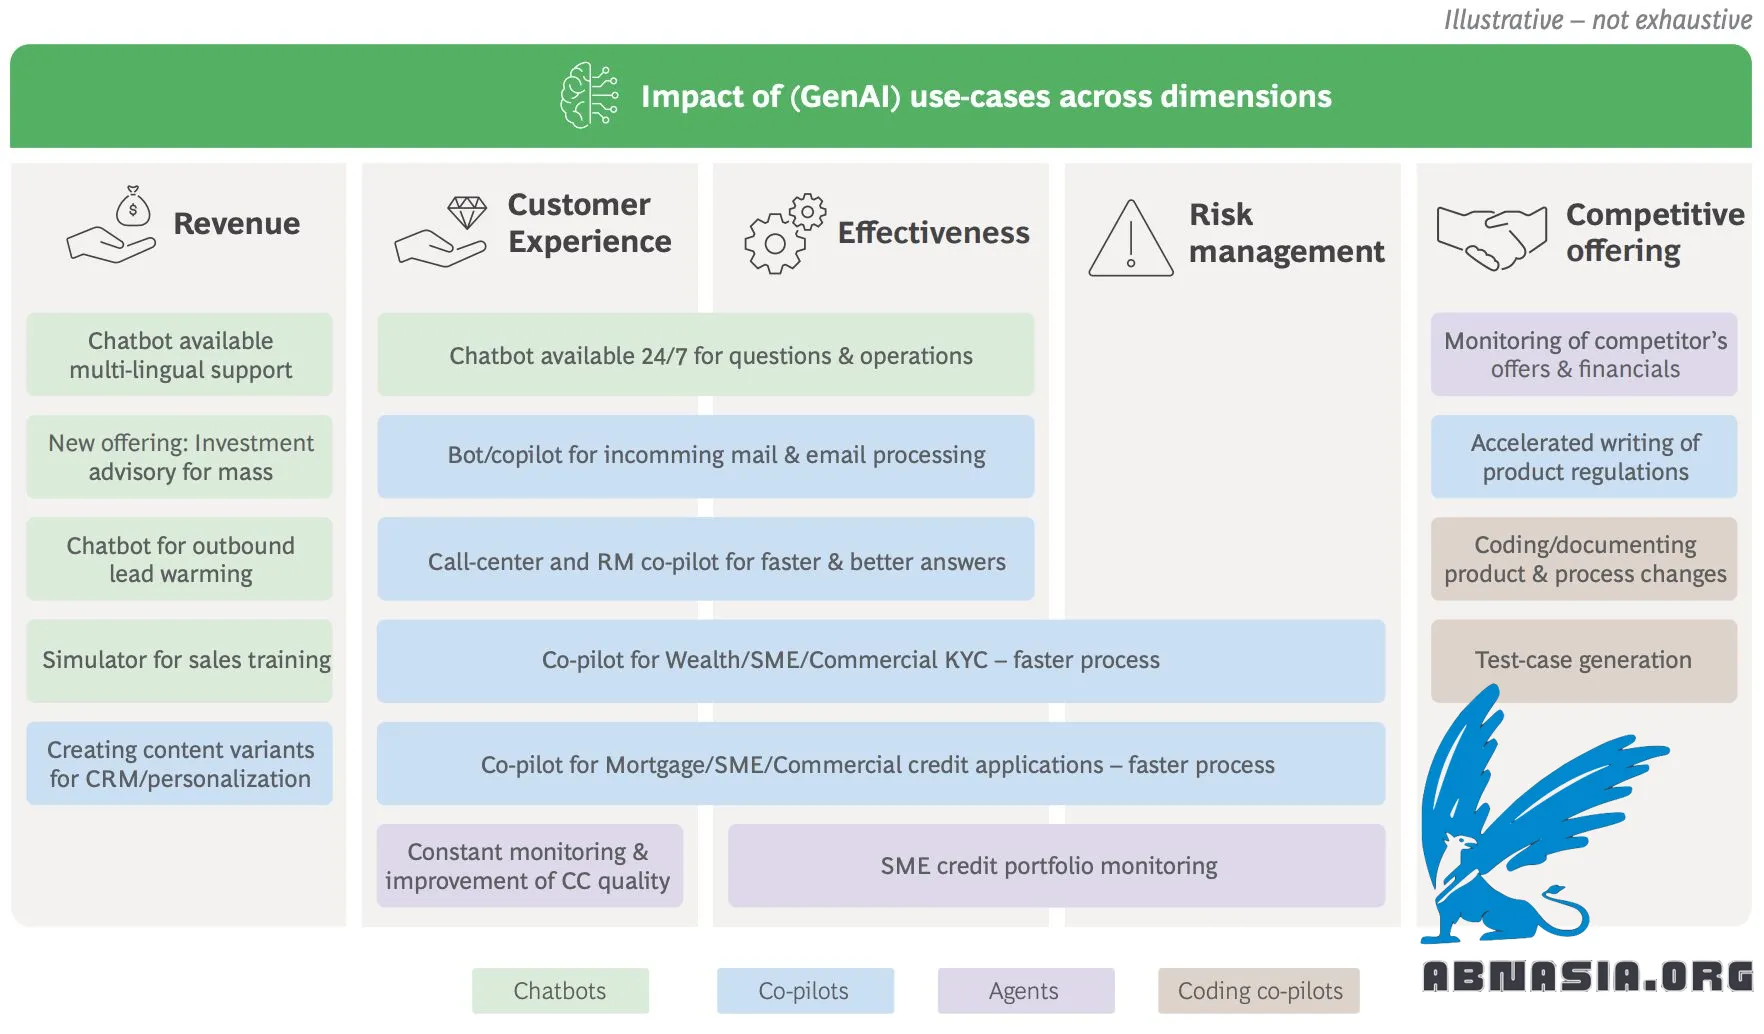 Illustrative – not exhaustive
Impact of (GenAI) use-cases across dimensions
Revenue
Customer
Experience
Effectiveness
Risk
management
Competitive
offering
Chatbot available
multi-lingual support
Chatbot available 24/7 for questions & operations
Monitoring of competitor's
offers & financials
New offering: Investment
advisory for mass
Bot/copilot for incomming mail & email processing
Accelerated writing of
product regulations
Chatbot for outbound
lead warming
Call-center and RM co-pilot for faster & better answers
Coding/documenting
product & process changes
Simulator for sales training
Co-pilot for Wealth/SME/Commercial KYC – faster process
Test-case generation
Creating content variants
for CRM/personalization
Co-pilot for Mortgage/SME/Commercial credit applications – faster process
Constant monitoring &
improvement of CC quality
SME credit portfolio monitoring
Chatbots
Co-pilots
Agents
Coding co-pilots
ABNASIA.ORG